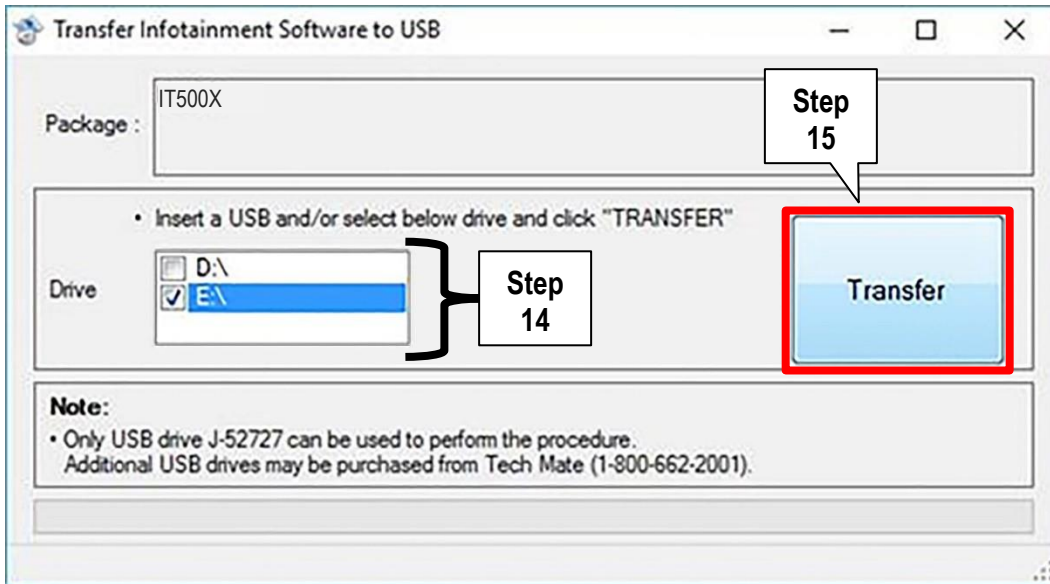 Transfer Infotainment Software to USB
Package :
IT500X
Step
15
• Insert a USB and/or select below drive and click "TRANSFER"
Drive
D:\
E:\
Step
14
Transfer
Note:
• Only USB drive J-52727 can be used to perform the procedure.
Additional USB drives may be purchased from Tech Mate (1-800-662-2001).